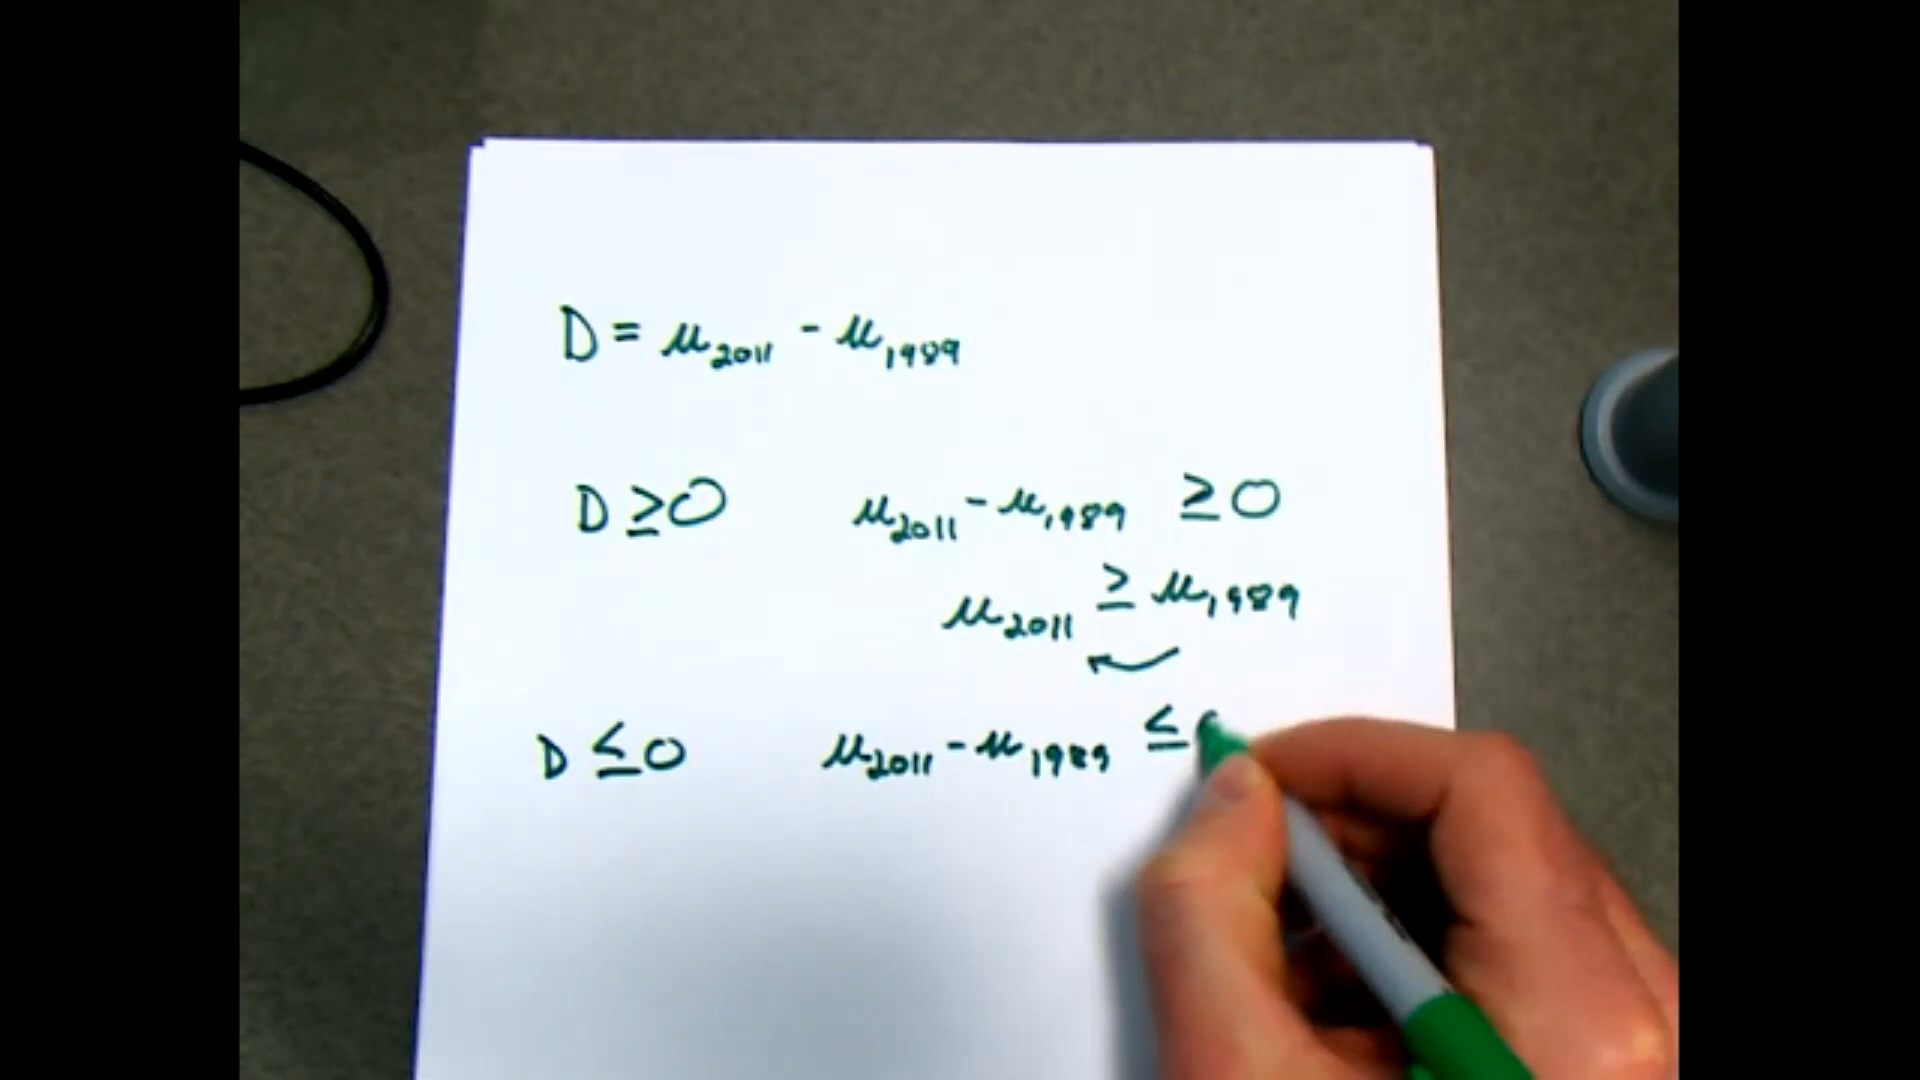 D = μ₂₀₁₁ - μ₁₉₈₉
D ≥ 0 μ₂₀₁₁ - μ₁₉₈₉ ≥ 0
μ₂₀₁₁ ≥ μ₁₉₈₉
D ≤ 0 μ₂₀₁₁ - μ₁₉₈₉ ≤